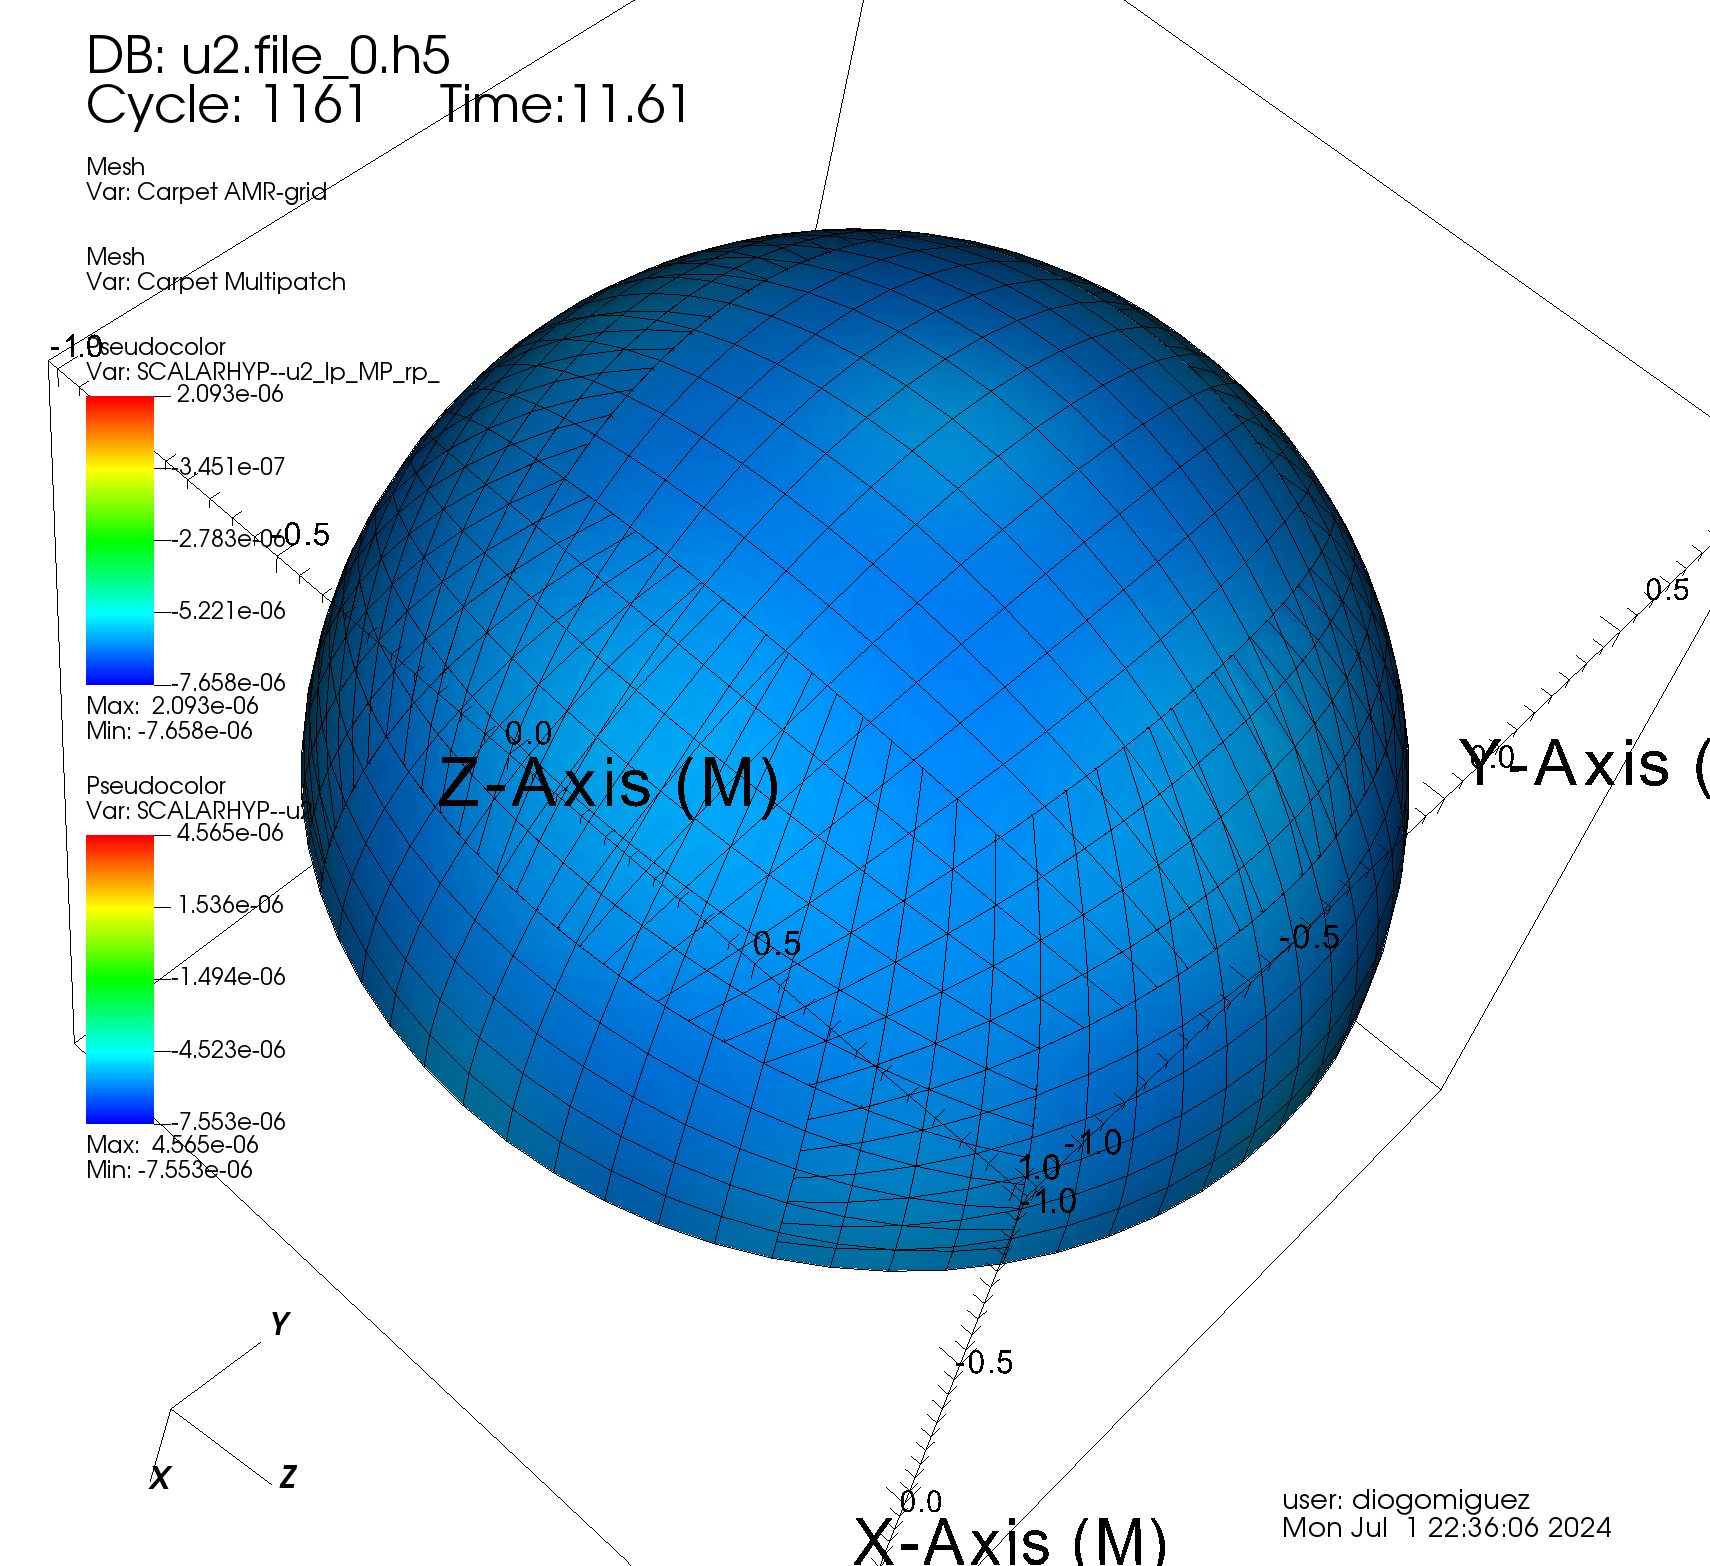 DB: u2.file_0.h5
Cycle: 1161 Time:11.61
Mesh
Var: Carpet AMR-grid
Mesh
Var: Carpet Multipatch
-1.0
Pseudocolor
Var: SCALARHYP--u2_lp_MP_rp_
2.093e-06
-3.451e-07
-2.783e-06
-5.221e-06
-7.658e-06
Max: 2.093e-06
Min: -7.658e-06
Pseudocolor
Var: SCALARHYP--u2
4.565e-06
1.536e-06
-1.494e-06
-4.523e-06
-7.553e-06
Max: 4.565e-06
Min: -7.553e-06
-0.5
0.0
Z-Axis (M)
0.5
1.0
0.5
0.0
Y-Axis (
-0.5
-1.0
-1.0
-0.5
0.0
X-Axis (M)
Y
X
Z
user: diogomiguez
Mon Jul 1 22:36:06 2024